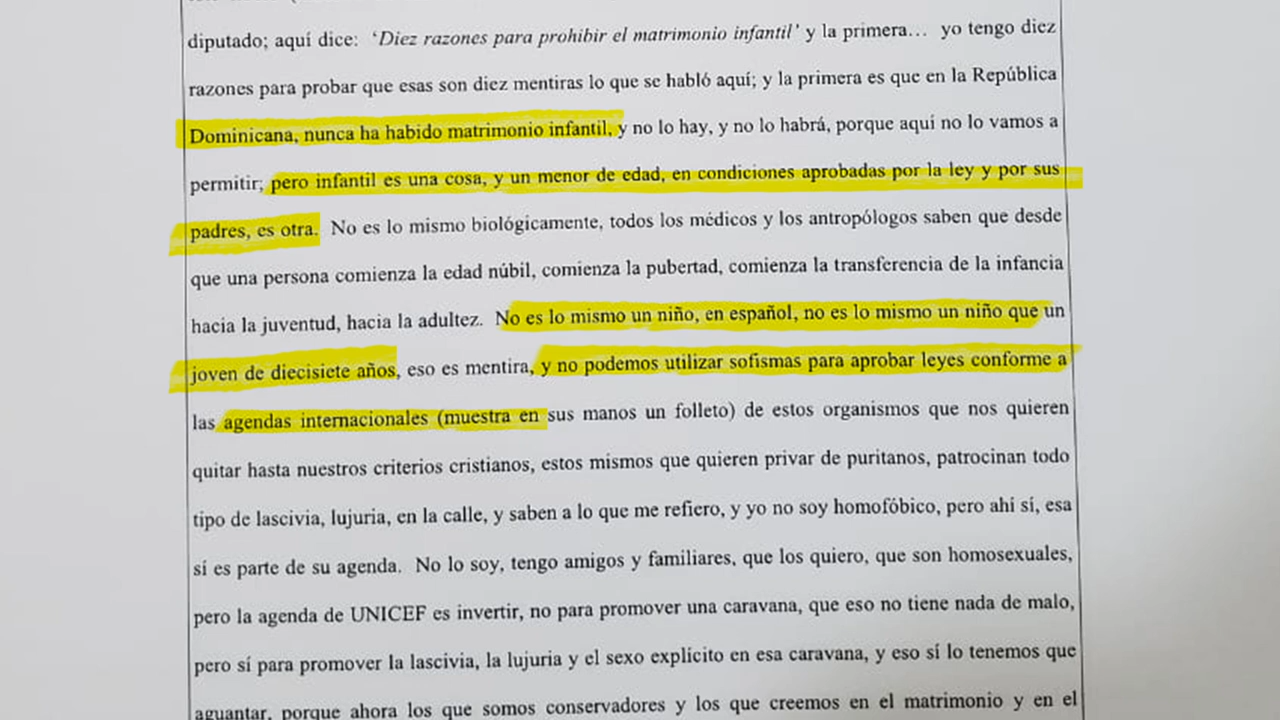 diputado; aquí dice: ‘Diez razones para prohibir el matrimonio infantil’ y la primera… yo tengo diez
razones para probar que esas son diez mentiras lo que se habló aquí; y la primera es que en la República
Dominicana, nunca ha habido matrimonio infantil, y no lo hay, y no lo habrá, porque aquí no lo vamos a
permitir; pero infantil es una cosa, y un menor de edad, en condiciones aprobadas por la ley y por sus
padres, es otra. No es lo mismo biológicamente, todos los médicos y los antropólogos saben que desde
que una persona comienza la edad núbil, comienza la pubertad, comienza la transferencia de la infancia
hacia la juventud, hacia la adultez. No es lo mismo un niño, en español, no es lo mismo un niño que un
joven de diecisiete años, eso es mentira, y no podemos utilizar sofismas para aprobar leyes conforme a
las agendas internacionales (muestra en sus manos un folleto) de estos organismos que nos quieren
quitar hasta nuestros criterios cristianos, estos mismos que quieren privar de puritanos, patrocinan todo
tipo de lascivia, lujuria, en la calle, y saben a lo que me refiero, y yo no soy homofóbico, pero ahí sí, esa
sí es parte de su agenda. No lo soy, tengo amigos y familiares, que los quiero, que son homosexuales,
pero la agenda de UNICEF es invertir, no para promover una caravana, que eso no tiene nada de malo,
pero sí para promover la lascivia, la lujuria y el sexo explícito en esa caravana, y eso sí lo tenemos que
aguantar, porque ahora los que somos conservadores y los que creemos en el matrimonio y en el